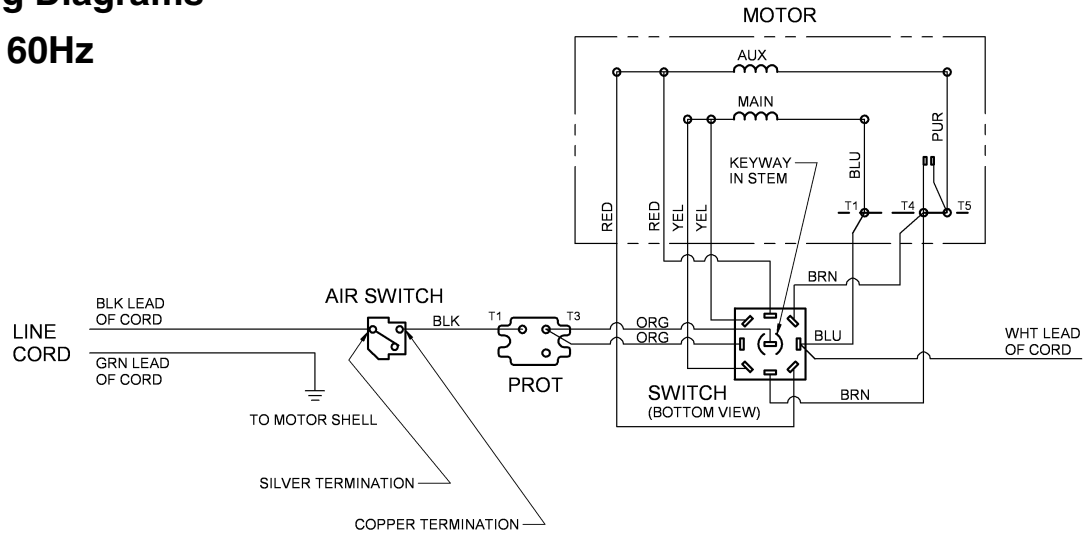 g Diagrams
60Hz
MOTOR
AUX
MAIN
PUR
BLU
KEYWAY
IN STEM
RED
RED
YEL
YEL
T1
T4
T5
BRN
BLK LEAD
OF CORD
AIR SWITCH
LINE
CORD
BLK
T1
T3
ORG
ORG
BLU
WHT LEAD
OF CORD
GRN LEAD
OF CORD
PROT
SWITCH
(BOTTOM VIEW)
BRN
TO MOTOR SHELL
SILVER TERMINATION
COPPER TERMINATION